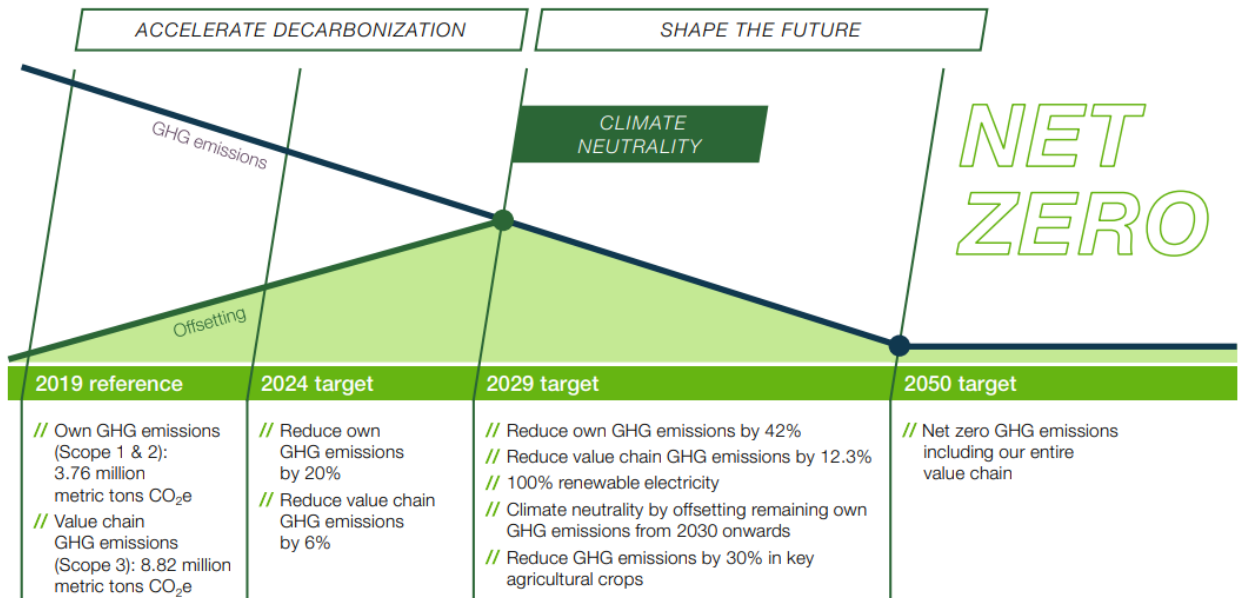 ACCELERATE DECARBONIZATION
SHAPE THE FUTURE
GHG emissions
CLIMATE
NEUTRALITY
NET
ZERO
Offsetting
2019 reference
// Own GHG emissions
(Scope 1 & 2):
3.76 million
metric tons CO₂e
// Value chain
GHG emissions
(Scope 3): 8.82 million
metric tons CO₂e
2024 target
// Reduce own
GHG emissions
by 20%
// Reduce value chain
GHG emissions
by 6%
2029 target
// Reduce own GHG emissions by 42%
// Reduce value chain GHG emissions by 12.3%
// 100% renewable electricity
// Climate neutrality by offsetting remaining own
GHG emissions from 2030 onwards
// Reduce GHG emissions by 30% in key
agricultural crops
2050 target
// Net zero GHG emissions
including our entire
value chain